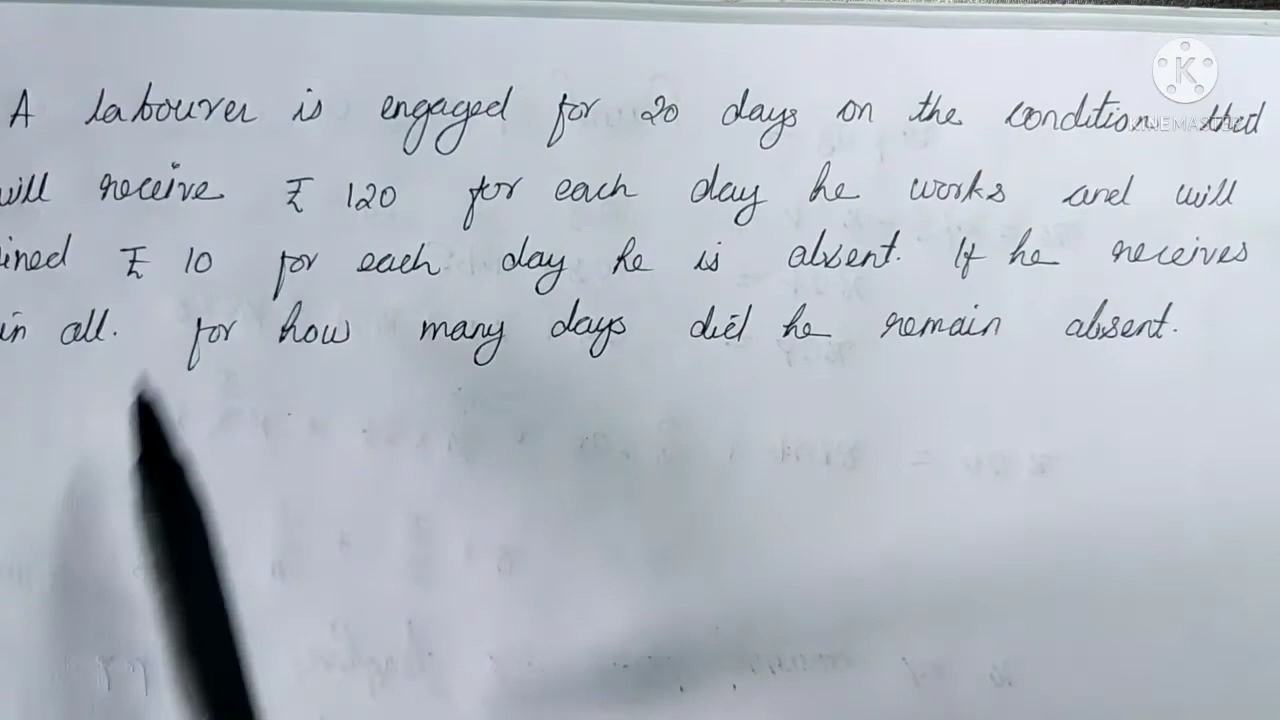 A labourer is engaged for 20 days on the condition that
will receive ₹ 120 for each day he works and will
ined ₹ 10 for each day he is absent. If he receives
in all. for how many days did he remain absent.
K
KINEMASTER